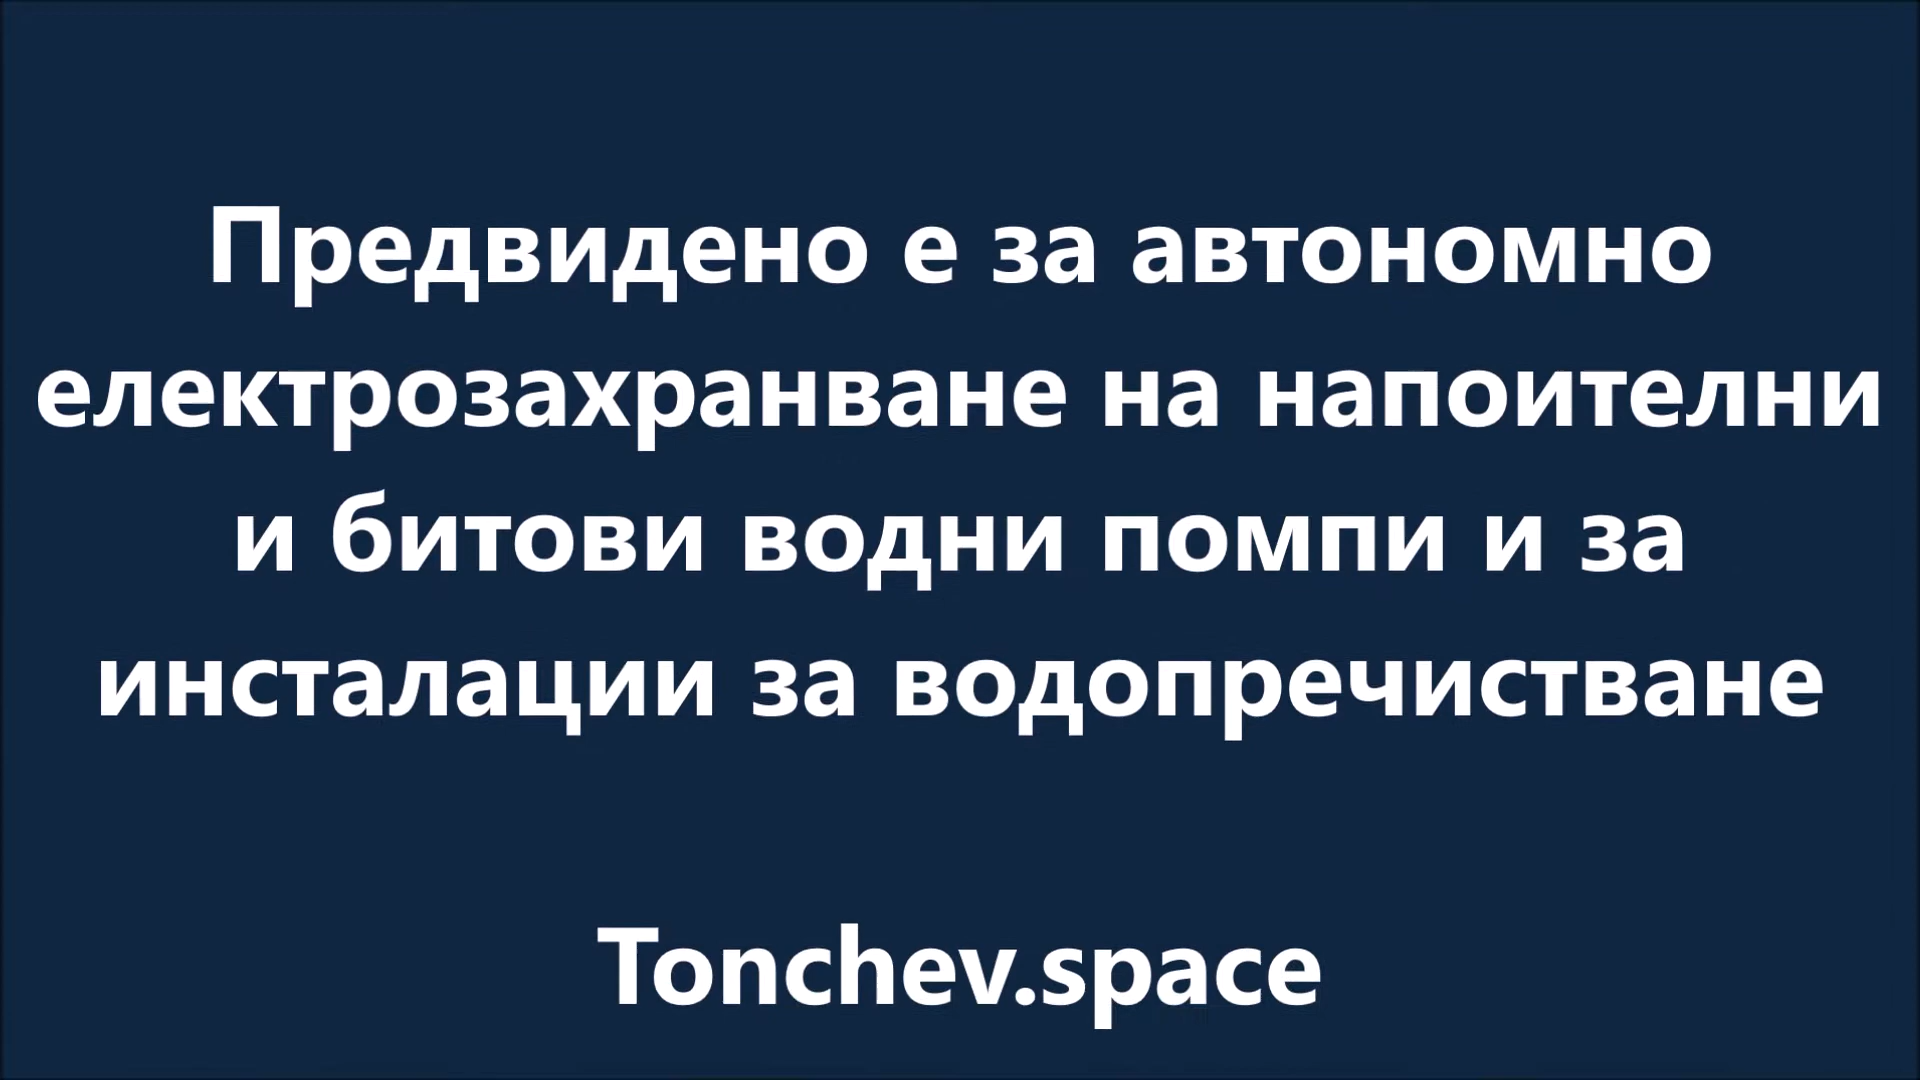 Предвидено е за автономно
електрозахранване на напоителни
и битови водни помпи и за
инсталации за водопречистване
Tonchev.space